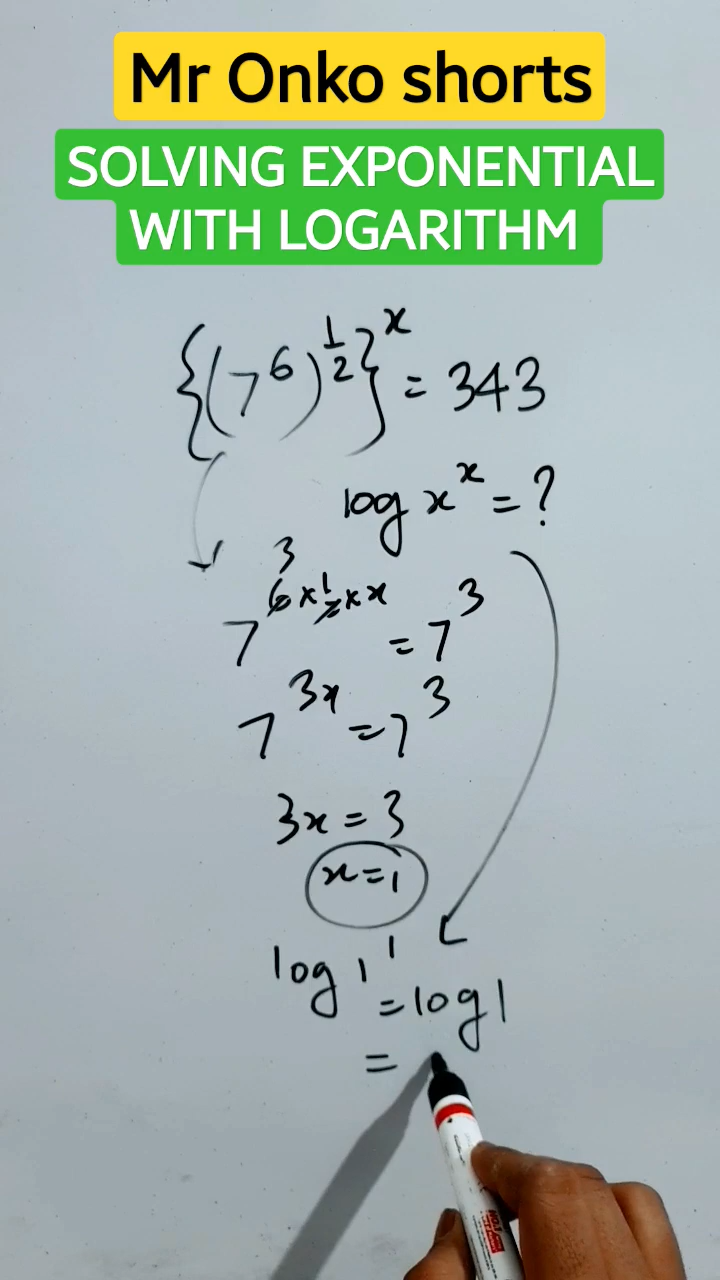 Mr Onko shorts
SOLVING EXPONENTIAL
WITH LOGARITHM
{(7^6)^{1/2}}^x = 343
log x^x = ?
3
7^{6×1/2×x} = 7^3
7^{3x} = 7^3
3x = 3
x = 1
log 1^1 = log 1
=